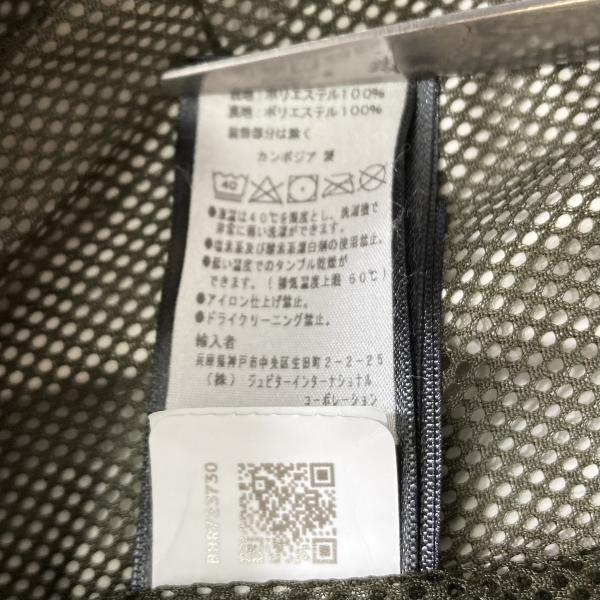 表地：ポリエステル100%
裏地：ポリエステル100%
装飾部分は除く
カンボジア 製
40
●液温は40℃を限度とし、洗濯機で
非常に弱い洗濯ができます。
●塩素系及び酸素系漂白剤の使用禁止。
●低い温度でのタンブル乾燥が
できます。(排気温度上限 60℃)
●アイロン仕上げ禁止。
●ドライクリーニング禁止。
輸入者
兵庫県神戸市中央区生田町2-2-25
(株) ジュピターインターナショナル
コーポレーション